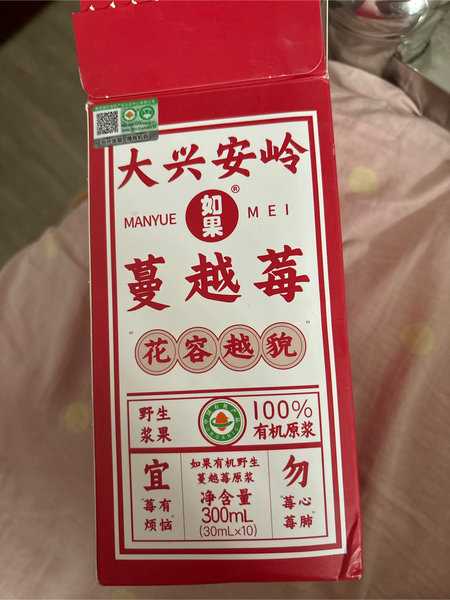 大兴安岭
MANYUE
如果
®
MEI
蔓越莓
“花容越貌”
野生
浆果
100%
有机原浆
宜
“莓有
烦恼”
如果有机野生
蔓越莓原浆
净含量
300mL
(30mL×10)
勿
“莓心
莓肺”